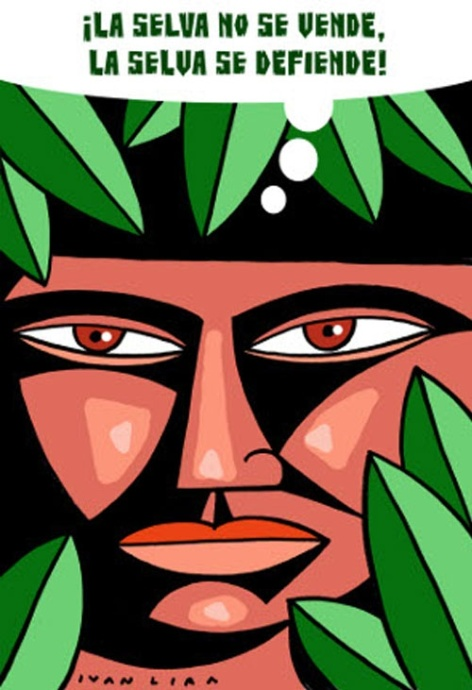 ¡LA SELVA NO SE VENDE,
LA SELVA SE DEFIENDE!
IVAN LIRA